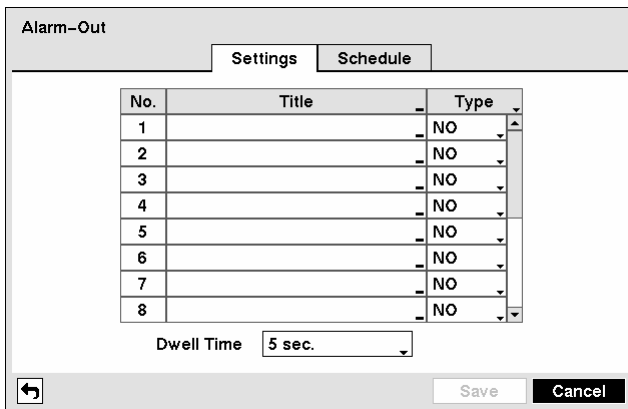 Alarm-Out
Settings Schedule
No. Title Type
1 NO
2 NO
3 NO
4 NO
5 NO
6 NO
7 NO
8 NO
Dwell Time 5 sec.
Save Cancel